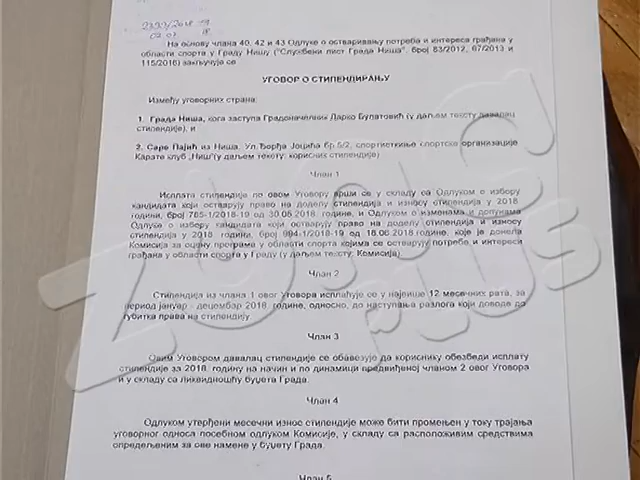 2390/2018-19
02.07
На основу члана 40, 42 и 43 Одлуке о остваривању потреба и интереса грађана у
области спорта у Граду Нишу ("Службени лист Града Ниша", број 83/2012, 67/2013 и
115/2016) закључује се
УГОВОР О СТИПЕНДИРАЊУ
Између уговорних страна:
1. Града Ниша, кога заступа Градоначелник Дарко Булатовић (у даљем тексту давалац
стипендије), и
2. Саре Пајић из Ниша, Ул. Ђорђа Јоцића бр.5/2, спортисткиње спортске организације
Карате клуб „Ниш"(у даљем тексту: корисник стипендије)
Члан 1
Исплата стипендије по овом Уговору врши се у складу са Одлуком о избору
кандидата који остварују право на доделу стипендија и износу стипендија у 2018.
години, број 785-1/2018-19 од 30.05.2018. године, и Одлуком о изменама и допунама
Одлуке о избору кандидата који остварују право на доделу стипендија и износу
стипендија у 2018. години, број 894-1/2018-19 од 18.06.2018.године, које је донела
Комисија за оцену програма у области спорта којима се остварују потребе и интереси
грађана у области спорта у Граду (у даљем тексту: Комисија).
Члан 2
Стипендија из члана 1 овог Уговора исплаћује се у највише 12 месечних рата, за
период јануар - децембар 2018. године, односно, до наступања разлога који доводе до
губитка права на стипендију.
Члан 3
Овим Уговором давалац стипендије се обавезује да кориснику обезбеди исплату
стипендије за 2018. годину на начин и по динамици предвиђеној чланом 2 овог Уговора
и у складу са ликвидношћу буџета Града.
Члан 4
Одлуком утврђени месечни износ стипендије може бити промењен у току трајања
уговорног односа посебном одлуком Комисије, у складу са расположивим средствима
опредељеним за ове намене у буџету Града.
Члан 5
ZONA
PLUS